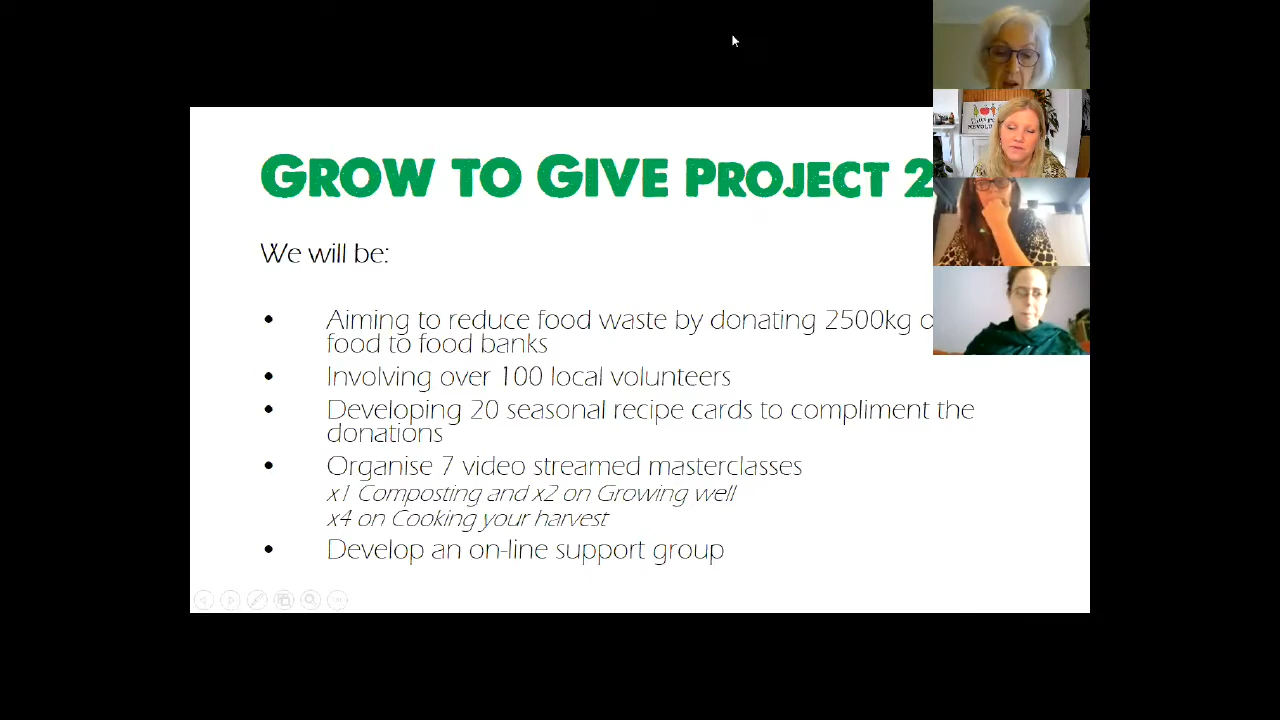 GROW TO GIVE PROJECT 2
We will be:
• Aiming to reduce food waste by donating 2500kg
food to food banks
• Involving over 100 local volunteers
• Developing 20 seasonal recipe cards to compliment the
donations
• Organise 7 video streamed masterclasses
x1 Composting and x2 on Growing well
x4 on Cooking your harvest
• Develop an on-line support group